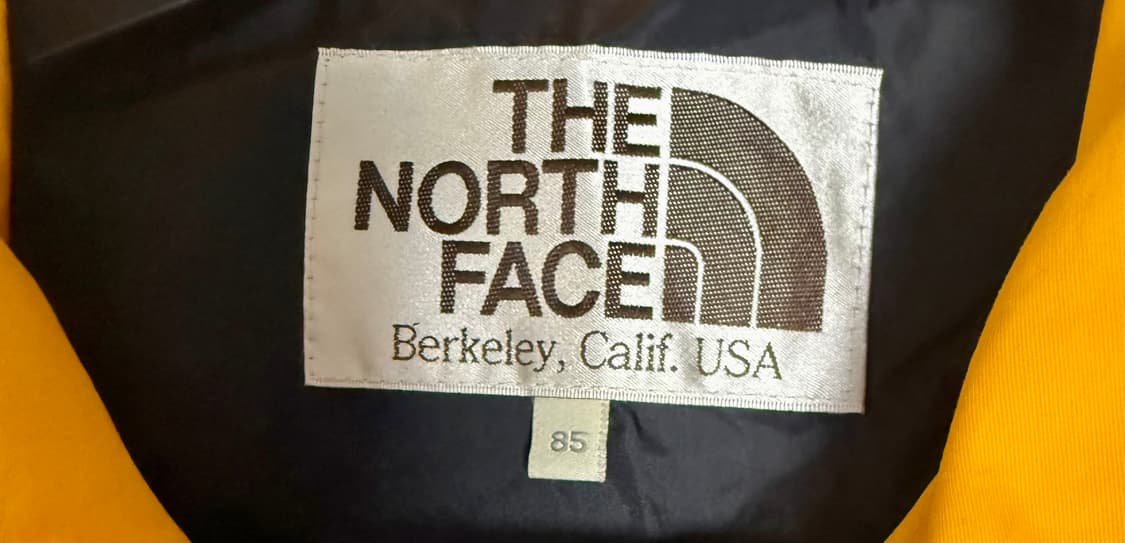 THE
NORTH
FACE
Berkeley, Calif. USA
85